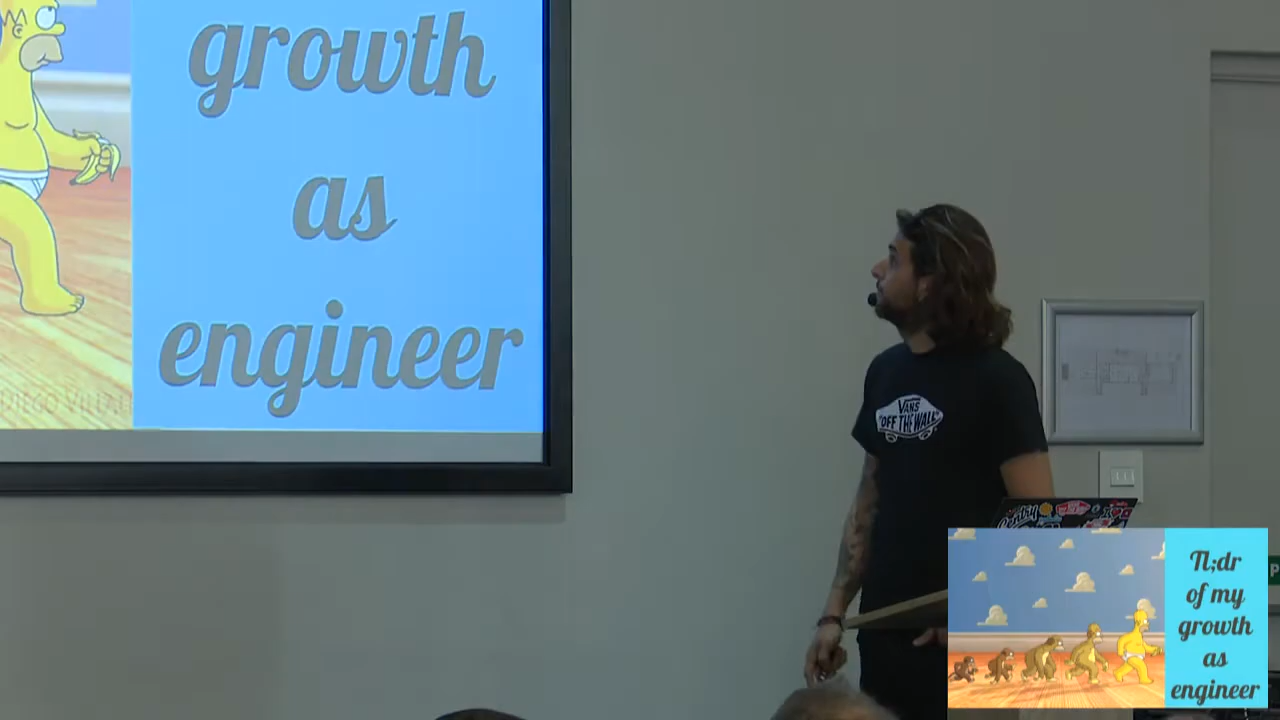 growth
as
engineer
VANS
"OFF THE WALL"
Tl;dr
of my
growth
as
engineer